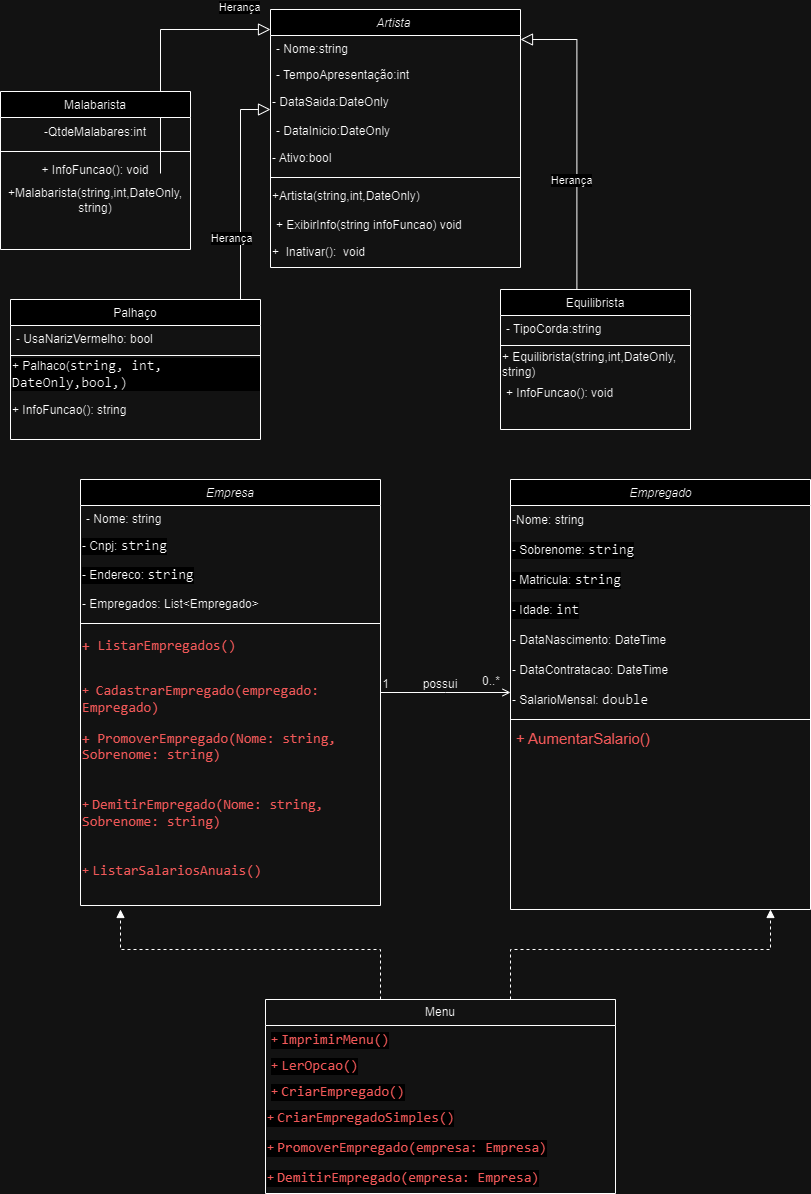 Herança
Artista
- Nome:string
- TempoApresentação:int
- DataSaida:DateOnly
- DataInicio:DateOnly
- Ativo:bool
+Artista(string,int,DateOnly)
+ ExibirInfo(string infoFuncao) void
+ Inativar(): void
Malabarista
-QtdeMalabares:int
+ InfoFuncao(): void
+Malabarista(string,int,DateOnly,
string)
Herança
Herança
Palhaço
- UsaNarizVermelho: bool
+ Palhaco(string, int,
DateOnly,bool,)
+ InfoFuncao(): string
Equilibrista
- TipoCorda:string
+ Equilibrista(string,int,DateOnly,
string)
+ InfoFuncao(): void
Empresa
- Nome: string
- Cnpj: string
- Endereco: string
- Empregados: List<Empregado>
+ ListarEmpregados()
+ CadastrarEmpregado(empregado:
Empregado)
+ PromoverEmpregado(Nome: string,
Sobrenome: string)
+DemitirEmpregado(Nome: string,
Sobrenome: string)
+ListarSalariosAnuais()
1
possui
0..*
Empregado
-Nome: string
- Sobrenome: string
- Matricula: string
- Idade: int
- DataNascimento: DateTime
- DataContratacao: DateTime
- SalarioMensal: double
+ AumentarSalario()
Menu
+ImprimirMenu()
+LerOpcao()
+CriarEmpregado()
+CriarEmpregadoSimples()
+PromoverEmpregado(empresa: Empresa)
+DemitirEmpregado(empresa: Empresa)